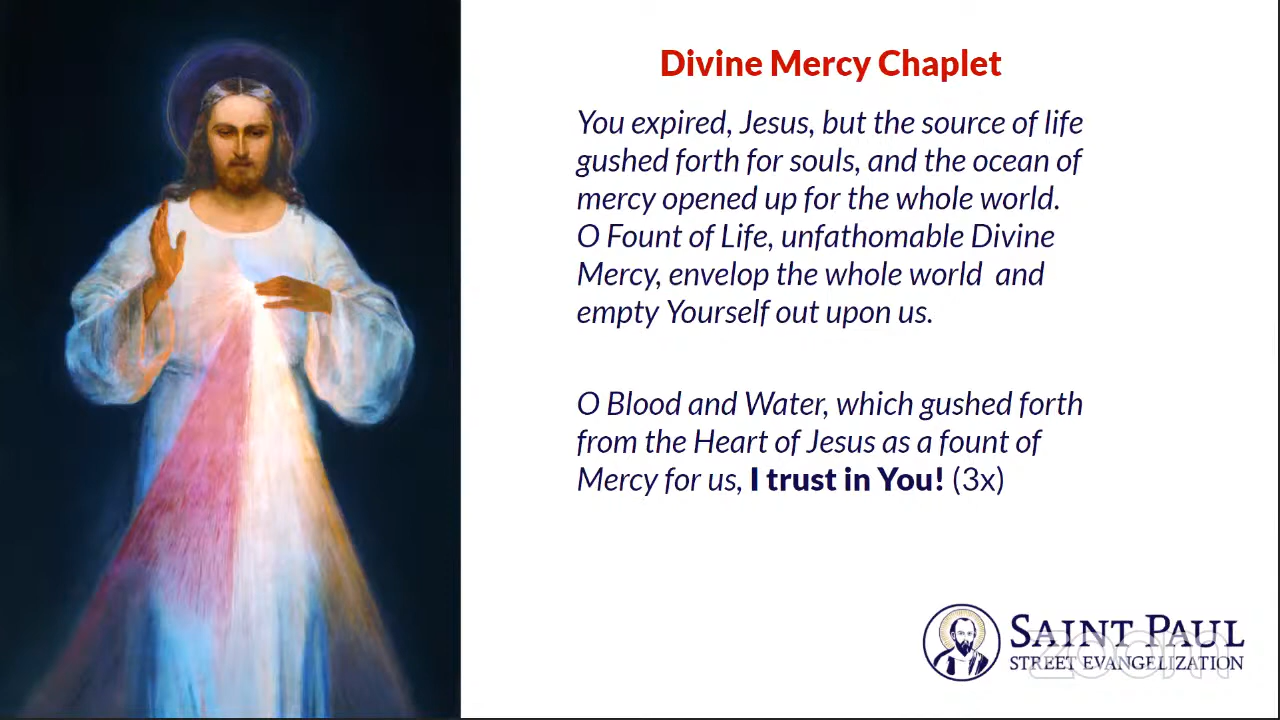 Divine Mercy Chaplet
You expired, Jesus, but the source of life
gushed forth for souls, and the ocean of
mercy opened up for the whole world.
O Fount of Life, unfathomable Divine
Mercy, envelop the whole world and
empty Yourself out upon us.
O Blood and Water, which gushed forth
from the Heart of Jesus as a fount of
Mercy for us, I trust in You! (3x)
SAINT PAUL
STREET EVANGELIZATION
zoom